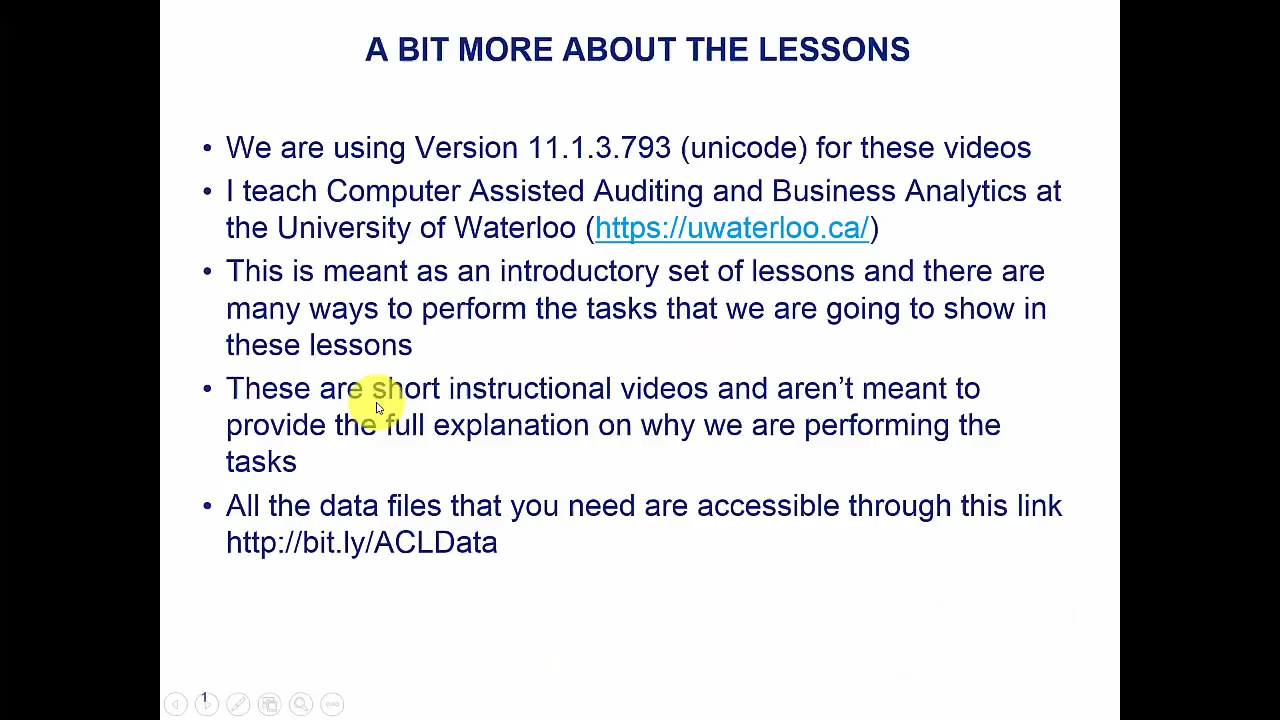 A BIT MORE ABOUT THE LESSONS
• We are using Version 11.1.3.793 (unicode) for these videos
• I teach Computer Assisted Auditing and Business Analytics at
the University of Waterloo (https://uwaterloo.ca/)
• This is meant as an introductory set of lessons and there are
many ways to perform the tasks that we are going to show in
these lessons
• These are short instructional videos and aren’t meant to
provide the full explanation on why we are performing the
tasks
• All the data files that you need are accessible through this link
http://bit.ly/ACLData
1